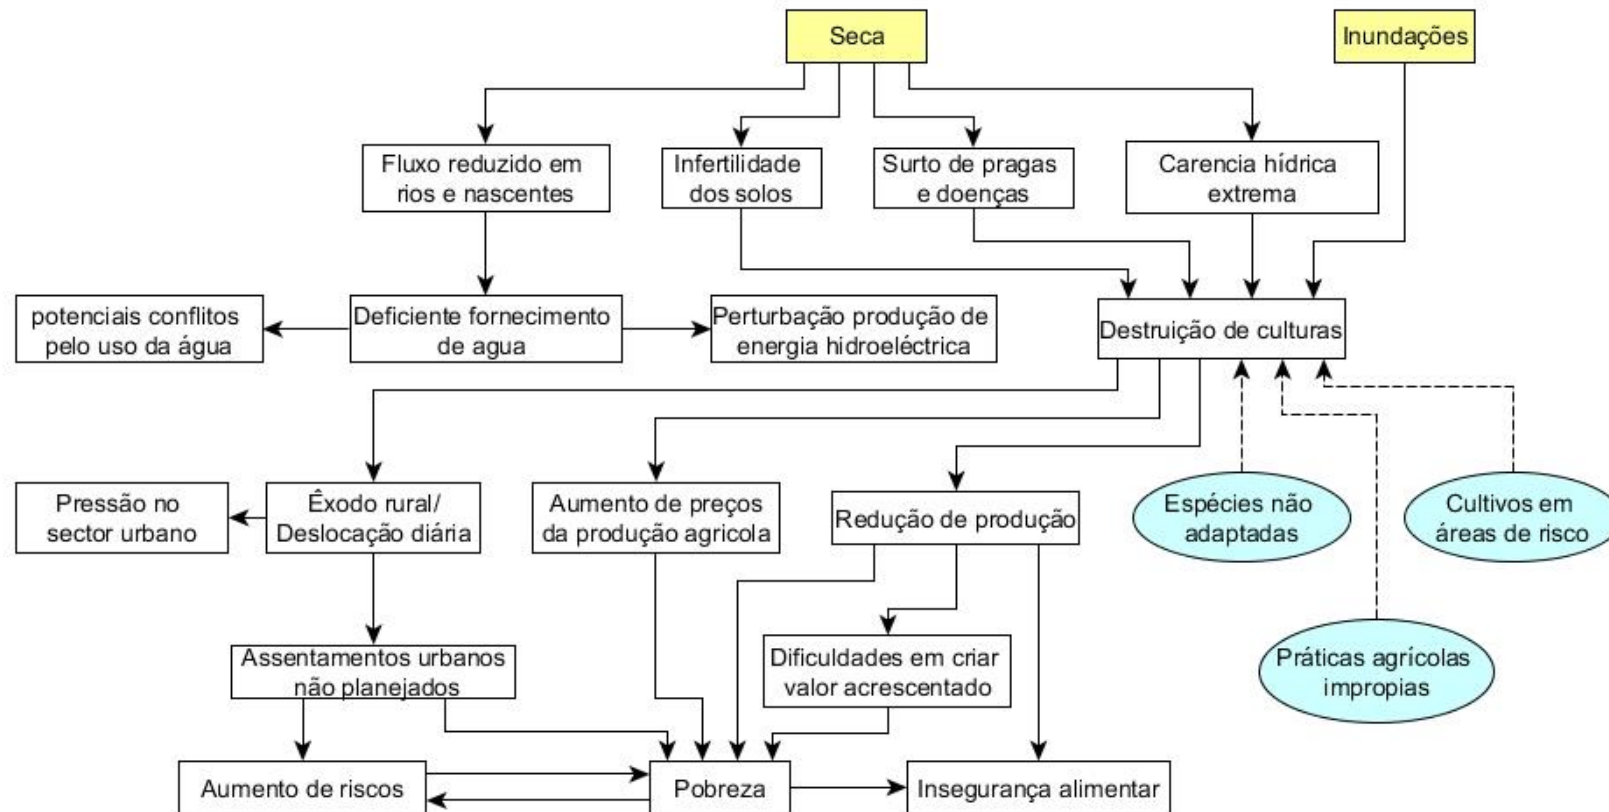 Seca
Inundações
Fluxo reduzido em
rios e nascentes
Infertilidade
dos solos
Surto de pragas
e doenças
Carencia hídrica
extrema
potenciais conflitos
pelo uso da água
Deficiente fornecimento
de agua
Perturbação produção de
energia hidroeléctrica
Destruição de culturas
Pressão no
sector urbano
Êxodo rural/
Deslocação diária
Aumento de preços
da produção agricola
Redução de produção
Espécies não
adaptadas
Cultivos em
áreas de risco
Assentamentos urbanos
não planejados
Dificuldades em criar
valor acrescentado
Práticas agrícolas
impropias
Aumento de riscos
Pobreza
Insegurança alimentar